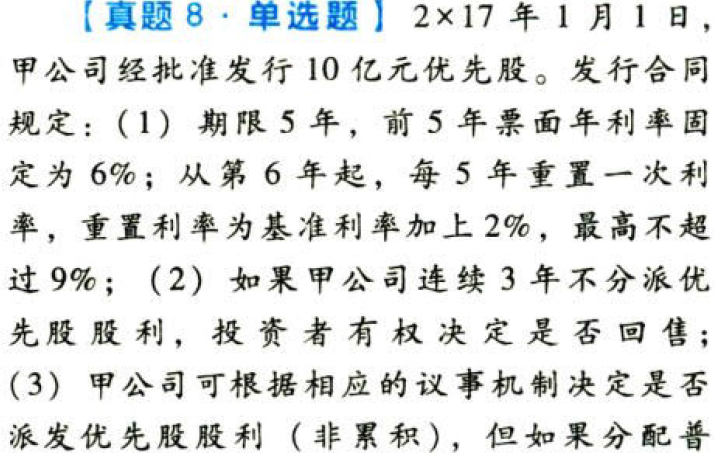 【真题8·单选题】 2×17年1月1日，
甲公司经批准发行10亿元优先股。发行合同
规定：(1) 期限5年，前5年票面年利率固
定为6%；从第6年起，每5年重置一次利
率，重置利率为基准利率加上2%，最高不超
过9%；(2) 如果甲公司连续3年不分派优
先股股利，投资者有权决定是否回售；
(3) 甲公司可根据相应的议事机制决定是否
派发优先股股利（非累积），但如果分配普